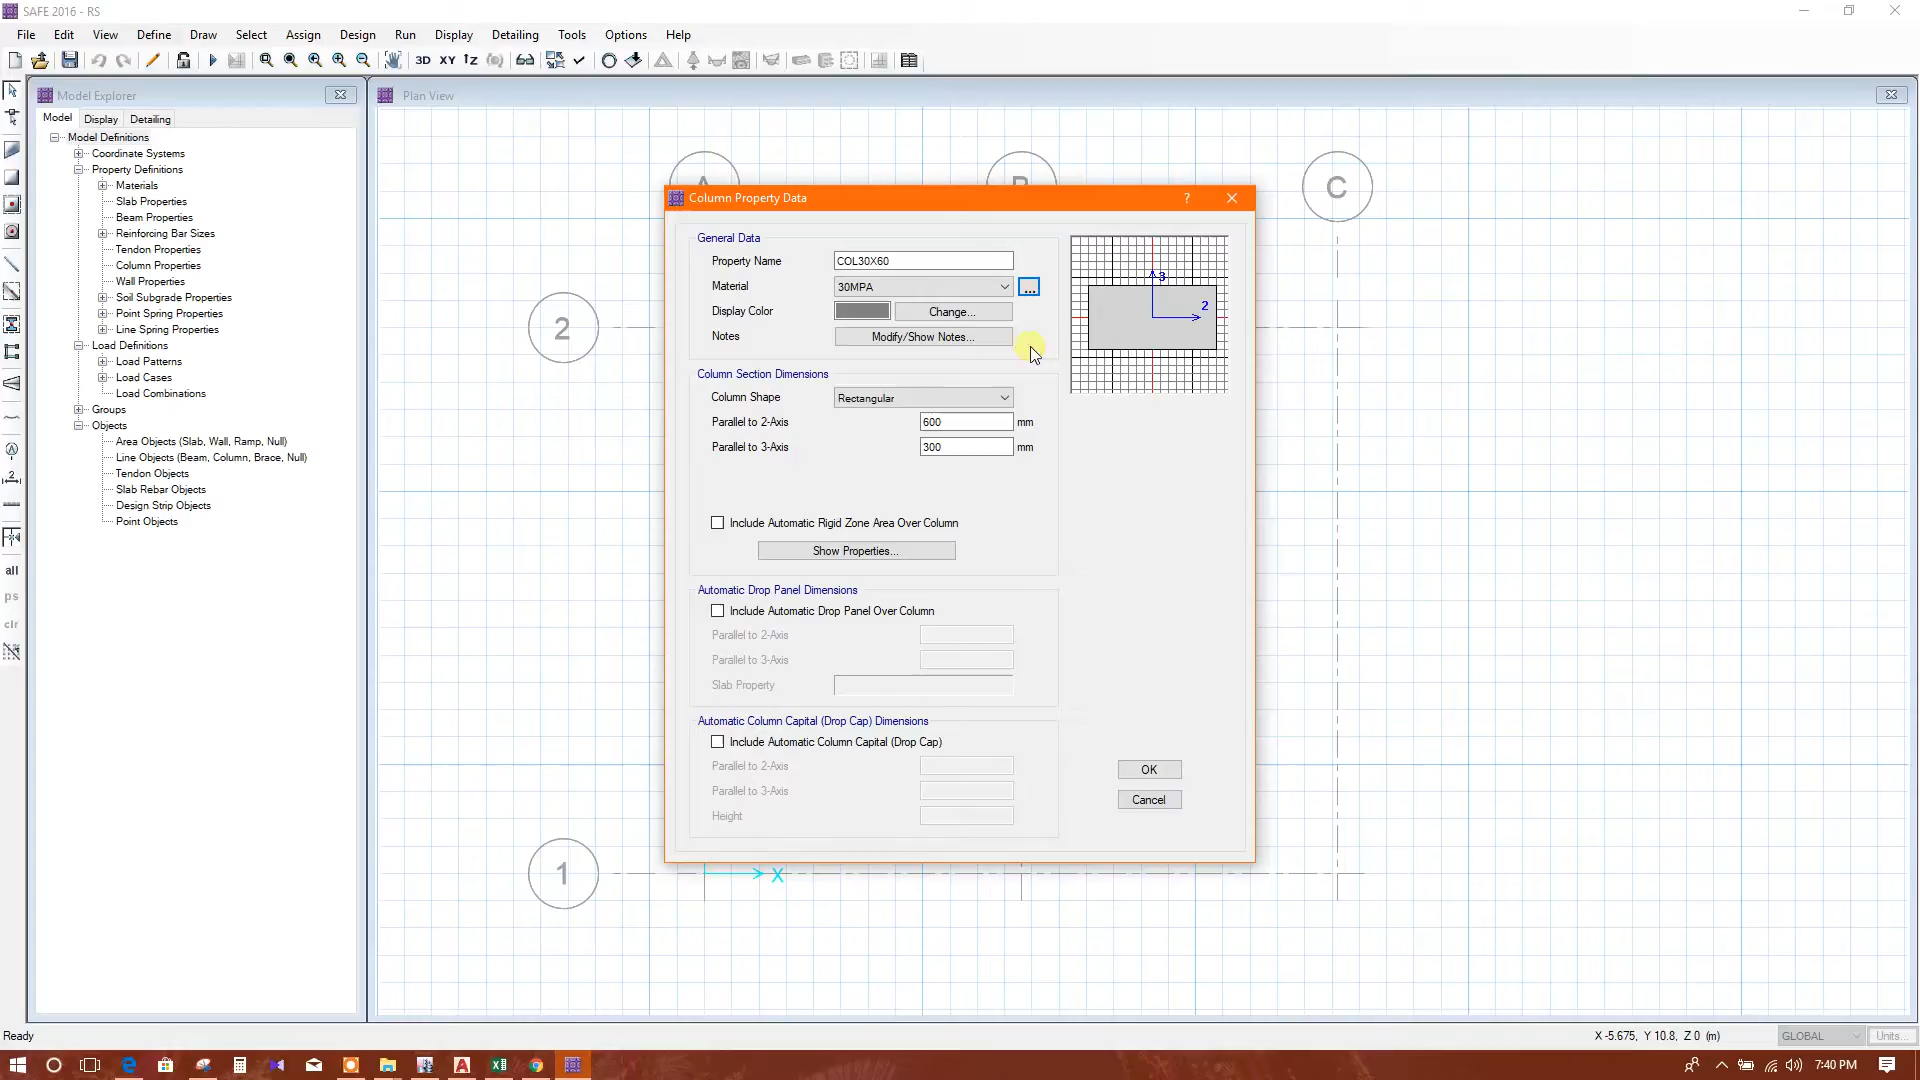 SAFE 2016 - RS
File Edit View Define Draw Select Assign Design Run Display Detailing Tools Options Help
3D XY
Model Explorer
Plan View
Model Display Detailing
Model Definitions
Coordinate Systems
Property Definitions
Materials
Slab Properties
Beam Properties
Reinforcing Bar Sizes
Tendon Properties
Column Properties
Wall Properties
Soil Subgrade Properties
Point Spring Properties
Line Spring Properties
Load Definitions
Load Patterns
Load Cases
Load Combinations
Groups
Objects
Area Objects (Slab, Wall, Ramp, Null)
Line Objects (Beam, Column, Brace, Null)
Tendon Objects
Slab Rebar Objects
Design Strip Objects
Point Objects
all
ps
clr
C
2
1
X
Column Property Data
?
General Data
Property Name COL30X60
Material 30MPA ...
Display Color Change...
Notes Modify/Show Notes...
3
2
Column Section Dimensions
Column Shape Rectangular
Parallel to 2-Axis 600 mm
Parallel to 3-Axis 300 mm
Include Automatic Rigid Zone Area Over Column
Show Properties...
Automatic Drop Panel Dimensions
Include Automatic Drop Panel Over Column
Parallel to 2-Axis
Parallel to 3-Axis
Slab Property
Automatic Column Capital (Drop Cap) Dimensions
Include Automatic Column Capital (Drop Cap)
Parallel to 2-Axis
Parallel to 3-Axis
Height
OK
Cancel
Ready
X -5.675, Y 10.8, Z 0 (m)
GLOBAL
Units...
7:40 PM